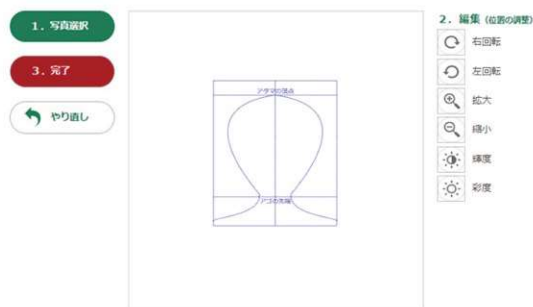 1. 写真選択
3. 完了
やり直し
アタマの頂点
アゴの先端
2. 編集 (位置の調整)
右回転
左回転
拡大
縮小
輝度
彩度